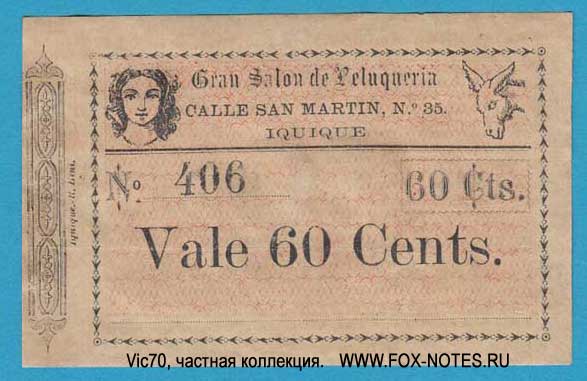 Gran Salon de Peluqueria
CALLE SAN MARTIN, N.º 35.
IQUIQUE
Nº 406
60 Cts.
Vale 60 Cents.
Vic70, частная коллекция. WWW.FOX-NOTES.RU